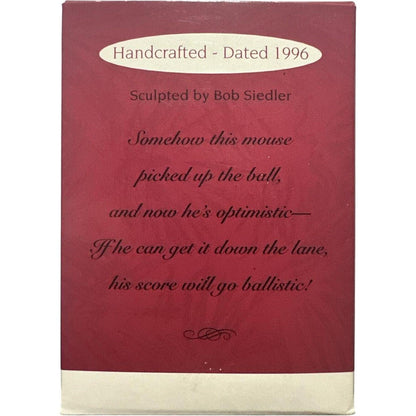 Handcrafted - Dated 1996
Sculpted by Bob Siedler
Somehow this mouse
picked up the ball,
and now he's optimistic—
If he can get it down the lane,
his score will go ballistic!